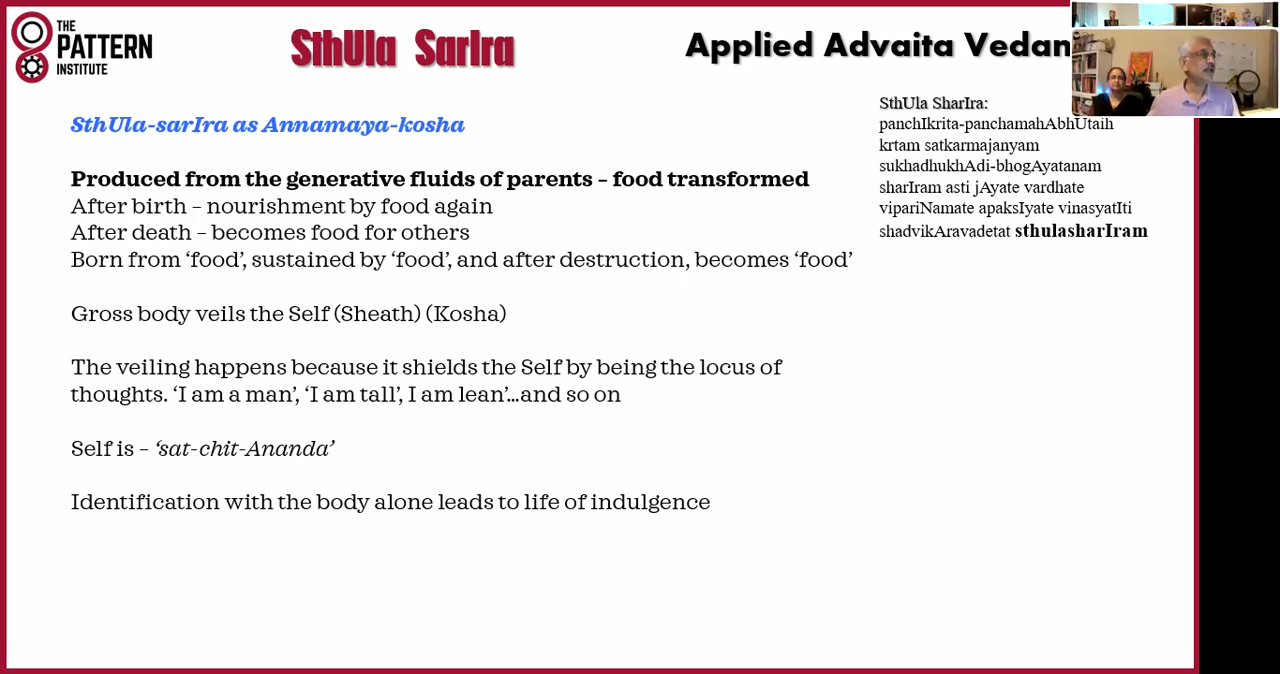 THE
PATTERN
INSTITUTE
SthUla SarIra
Applied Advaita
SthUla-sarIra as Annamaya-kosha
Produced from the generative fluids of parents – food transformed
After birth – nourishment by food again
After death – becomes food for others
Born from ‘food’, sustained by ‘food’, and after destruction, becomes ‘food’
Gross body veils the Self (Sheath) (Kosha)
The veiling happens because it shields the Self by being the locus of
thoughts. ‘I am a man’, ‘I am tall’, I am lean’...and so on
Self is – ‘sat-chit-Ananda’
Identification with the body alone leads to life of indulgence
SthUla SharIra:
panchIkrita-panchamahAbhUtaih
krtam satkarmajanyam
sukhadhukhAdi-bhogAyatanam
sharIram asti jAyate vardhate
vipariNamate apaksIyate vinasyatIti
shadvikAravadetat sthulasharIram